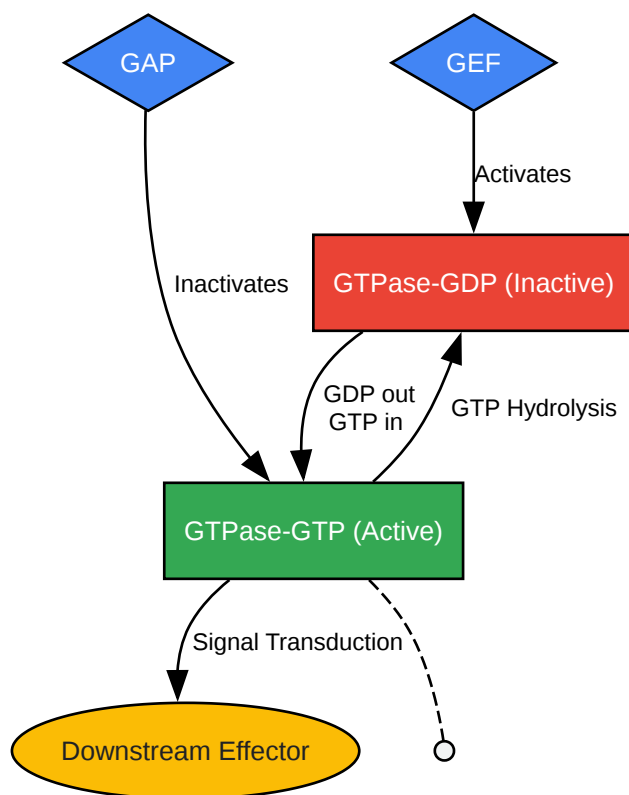 GAP
GEF
Activates
Inactivates
GTPase-GDP (Inactive)
GDP out
GTP in
GTP Hydrolysis
GTPase-GTP (Active)
Signal Transduction
Downstream Effector